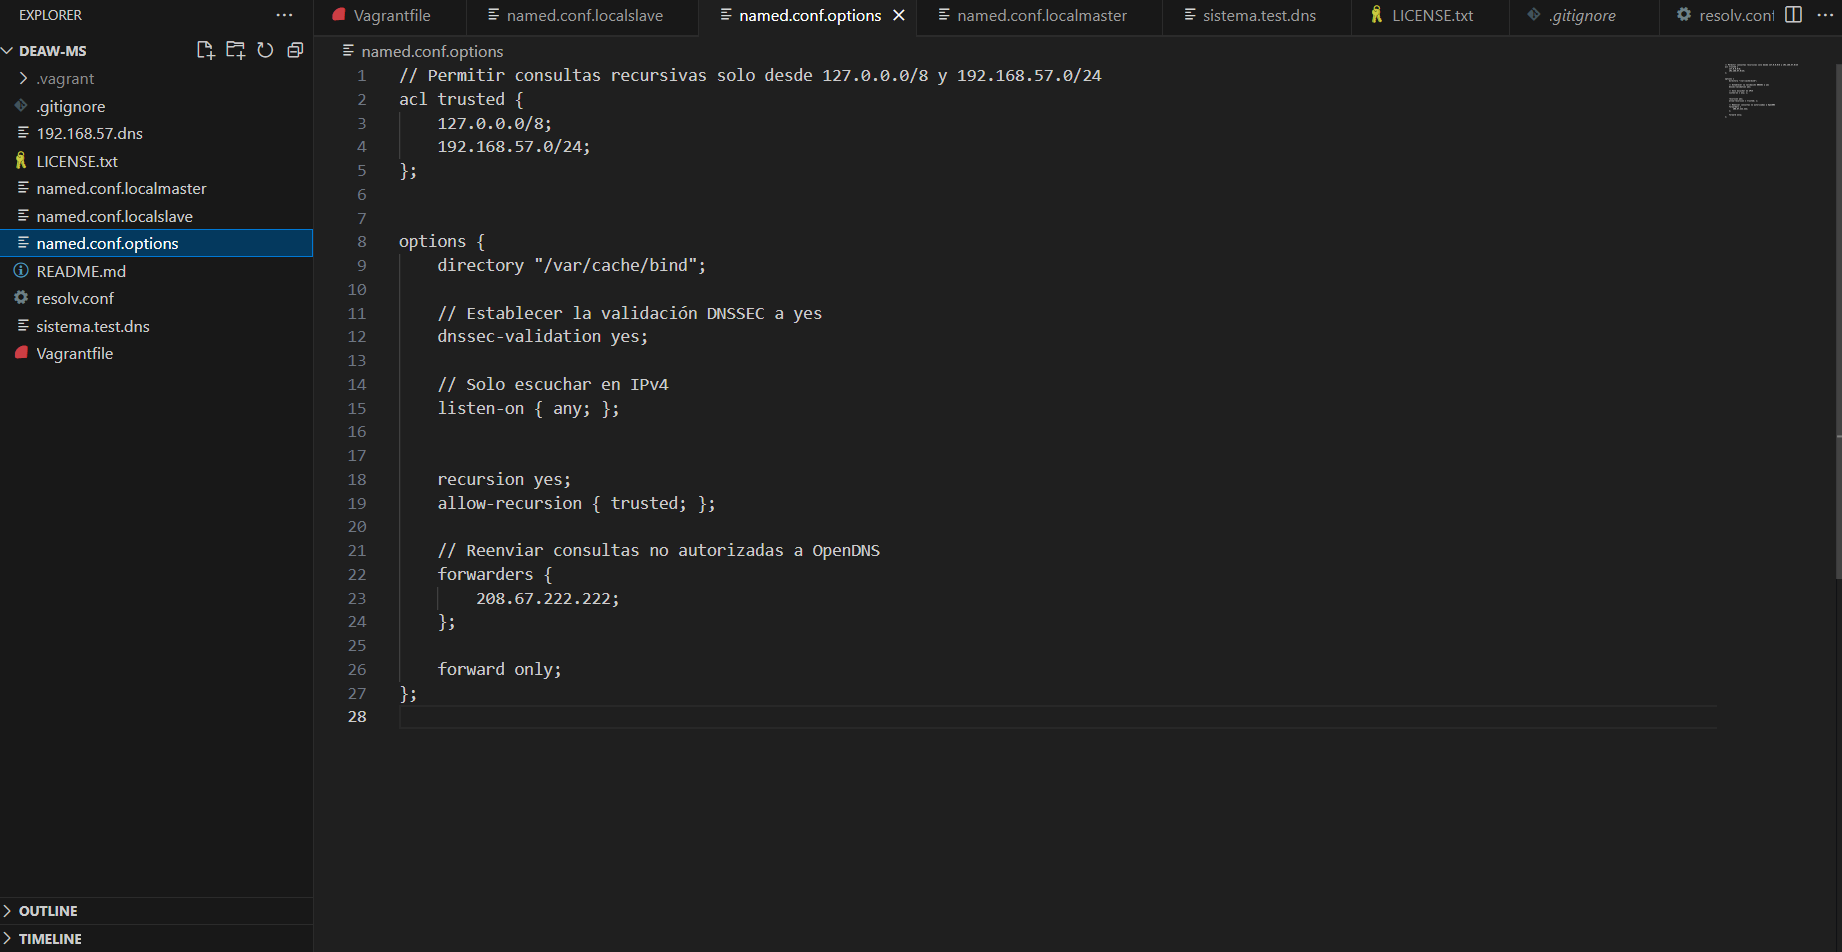 EXPLORER
DEAW-MS
.vagrant
.gitignore
192.168.57.dns
LICENSE.txt
named.conf.localmaster
named.conf.localslave
named.conf.options
README.md
resolv.conf
sistema.test.dns
Vagrantfile
OUTLINE
TIMELINE
Vagrantfile
named.conf.localslave
named.conf.options
named.conf.localmaster
sistema.test.dns
LICENSE.txt
.gitignore
resolv.conf
named.conf.options
1 // Permitir consultas recursivas solo desde 127.0.0.0/8 y 192.168.57.0/24
2 acl trusted {
3     127.0.0.0/8;
4     192.168.57.0/24;
5 };
6
7
8 options {
9     directory "/var/cache/bind";
10
11     // Establecer la validación DNSSEC a yes
12     dnssec-validation yes;
13
14     // Solo escuchar en IPv4
15     listen-on { any; };
16
17
18     recursion yes;
19     allow-recursion { trusted; };
20
21     // Reenviar consultas no autorizadas a OpenDNS
22     forwarders {
23         208.67.222.222;
24     };
25
26     forward only;
27 };
28